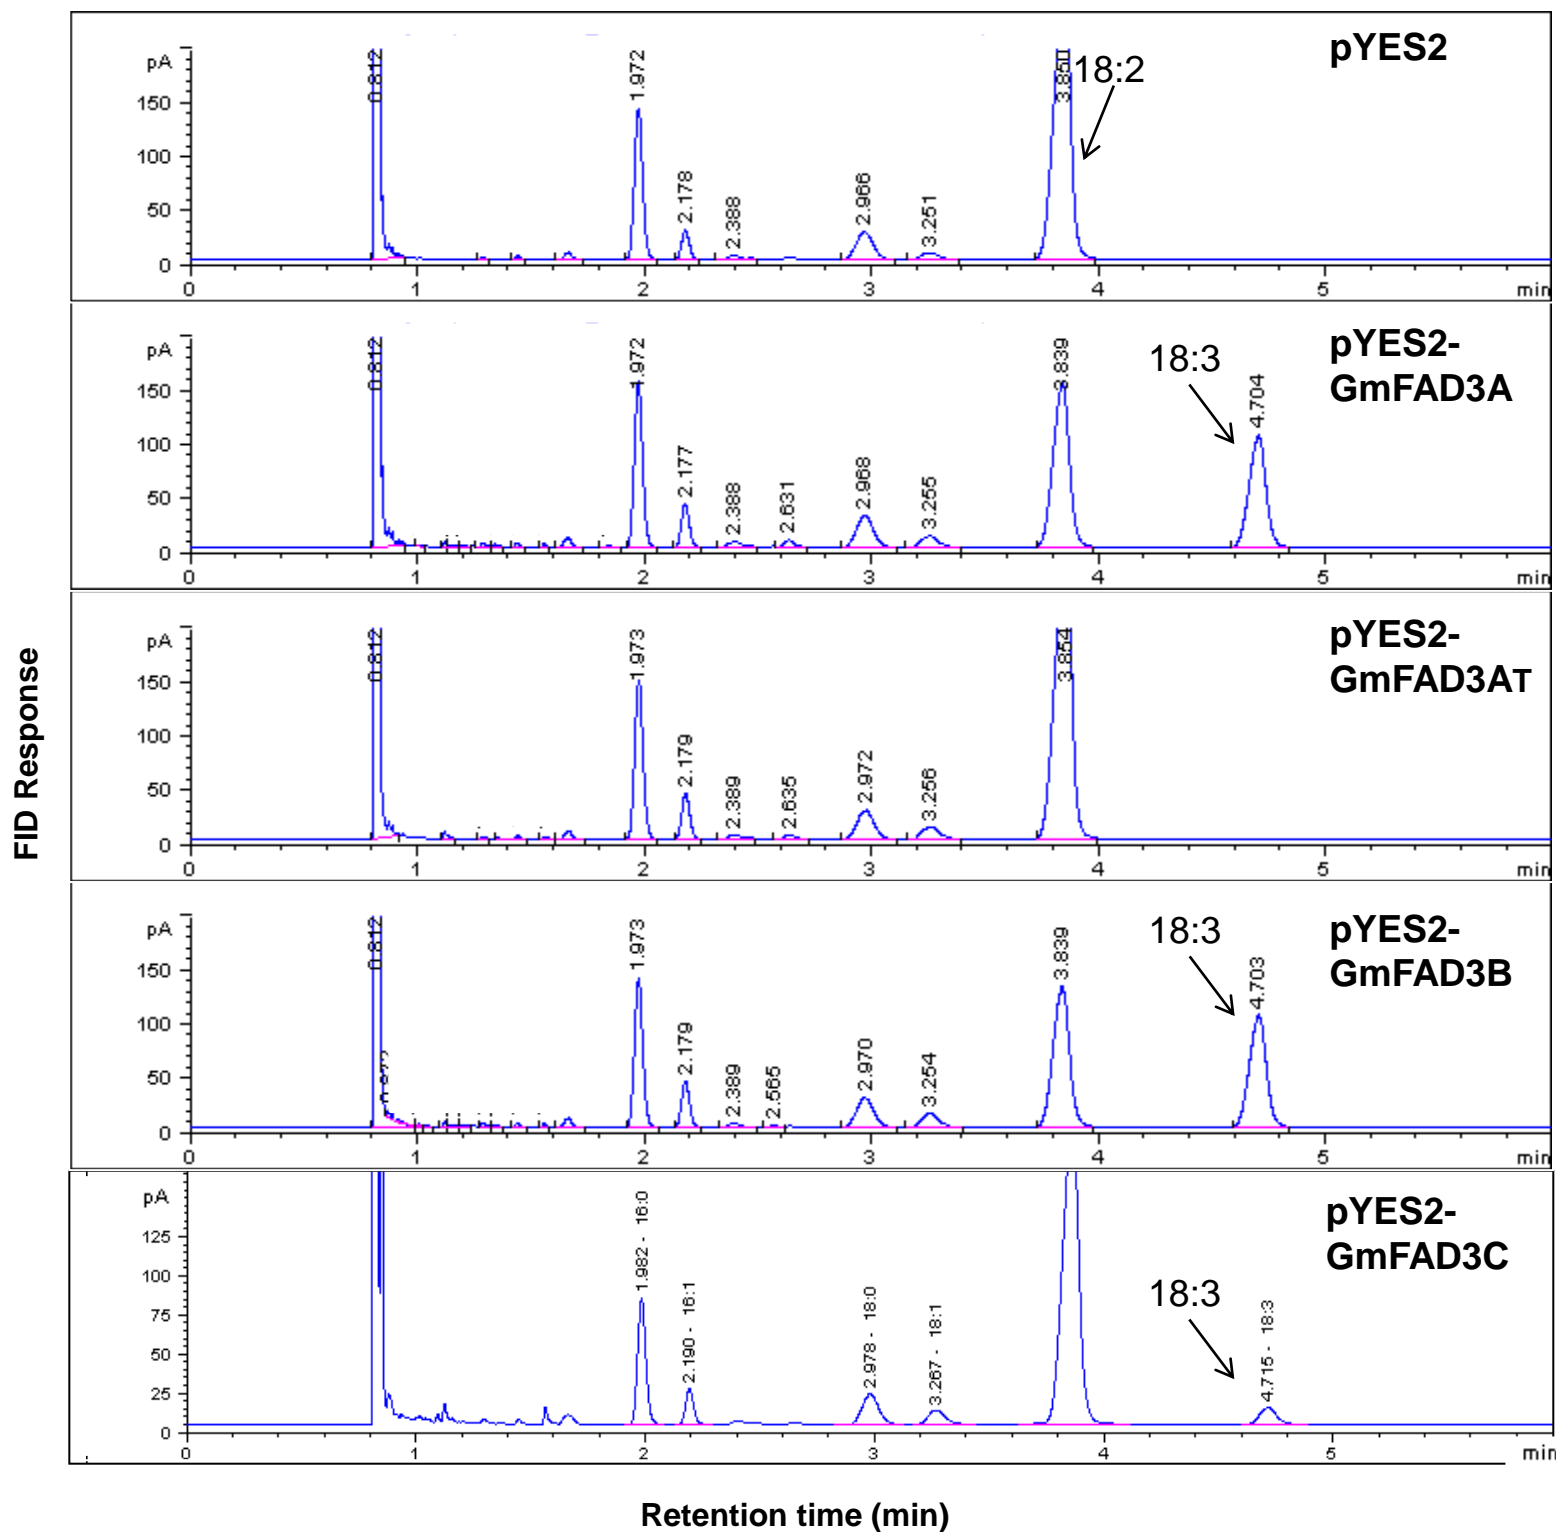 pYES2
pA
150
100
50
0
0.812
1.972
2.178
2.388
2.966
3.251
3.850
18:2
0 1 2 3 4 5 min
pYES2-
GmFAD3A
pA
150
100
50
0
0.812
1.972
2.177
2.388
2.631
2.968
3.255
3.839
18:3
4.704
0 1 2 3 4 5 min
pYES2-
GmFAD3AT
pA
150
100
50
0
0.812
1.973
2.179
2.389
2.635
2.972
3.256
3.854
0 1 2 3 4 5 min
pYES2-
GmFAD3B
pA
150
100
50
0
0.812
1.973
2.179
2.389
2.565
2.970
3.254
3.839
18:3
4.703
0 1 2 3 4 5 min
pYES2-
GmFAD3C
pA
125
100
75
50
25
0
1.982 - 16:0
2.190 - 16:1
2.978 - 18:0
3.267 - 18:1
18:3
4.715 - 18:3
0 1 2 3 4 5 min
FID Response
Retention time (min)